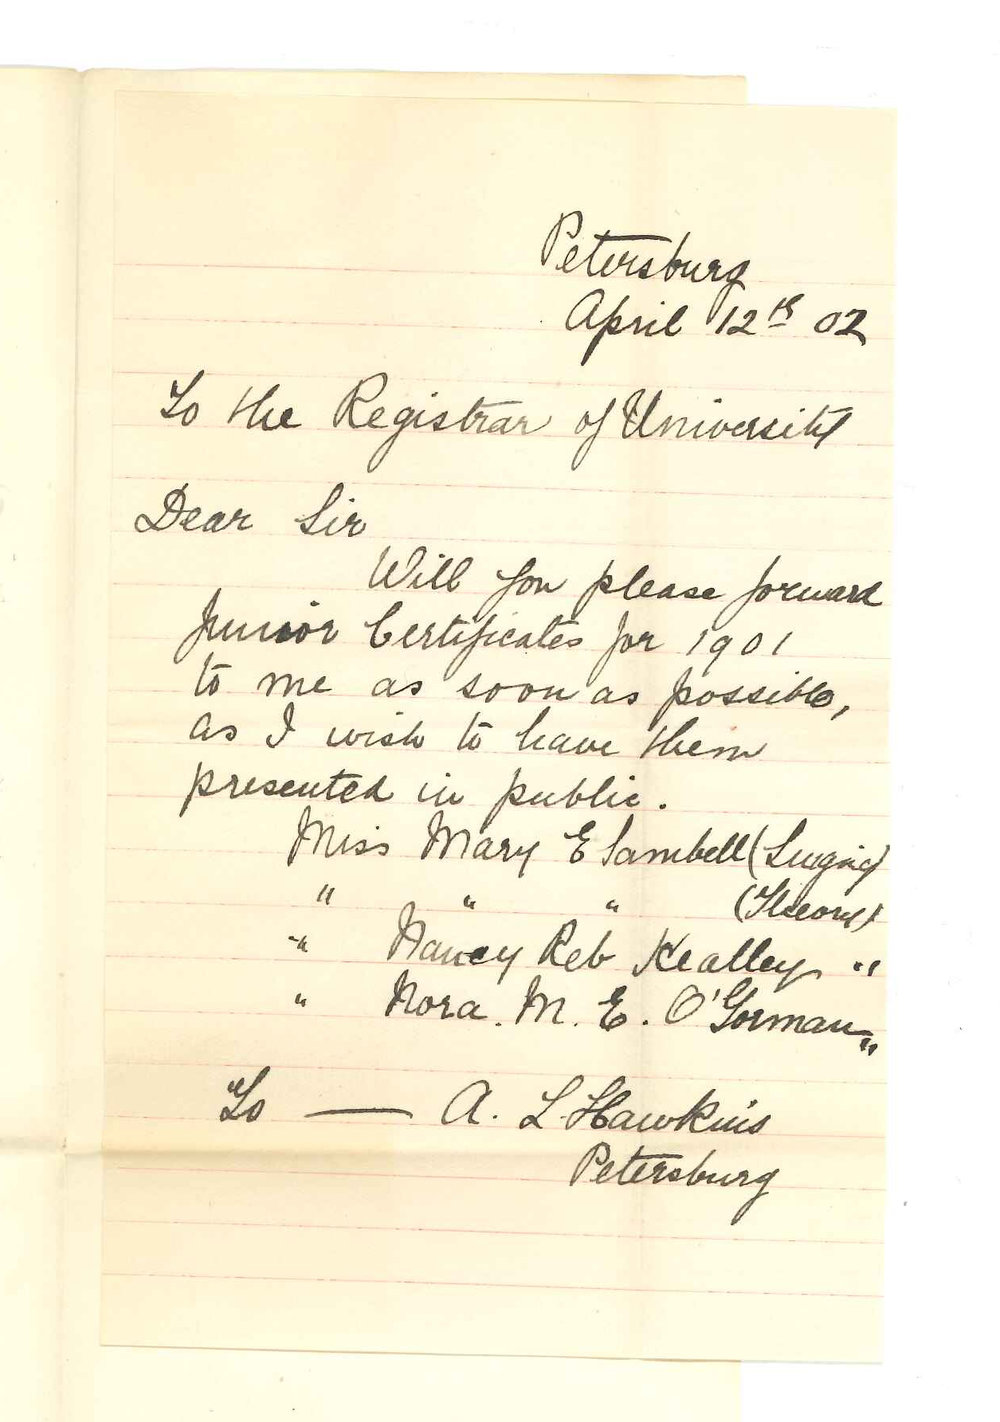 Petersburg
April 12th 02
To the Registrar of University
Dear Sir
Will you please forward
Junior Certificates for 1901
to me as soon as possible,
as I wish to have them
presented in public.
Miss Mary E Sambell (Singing)
" " " (Theory)
" Nancy Reb Kealley "
" Nora. M. E. O'Gorman "
To — A. L. Hawkins
Petersburg